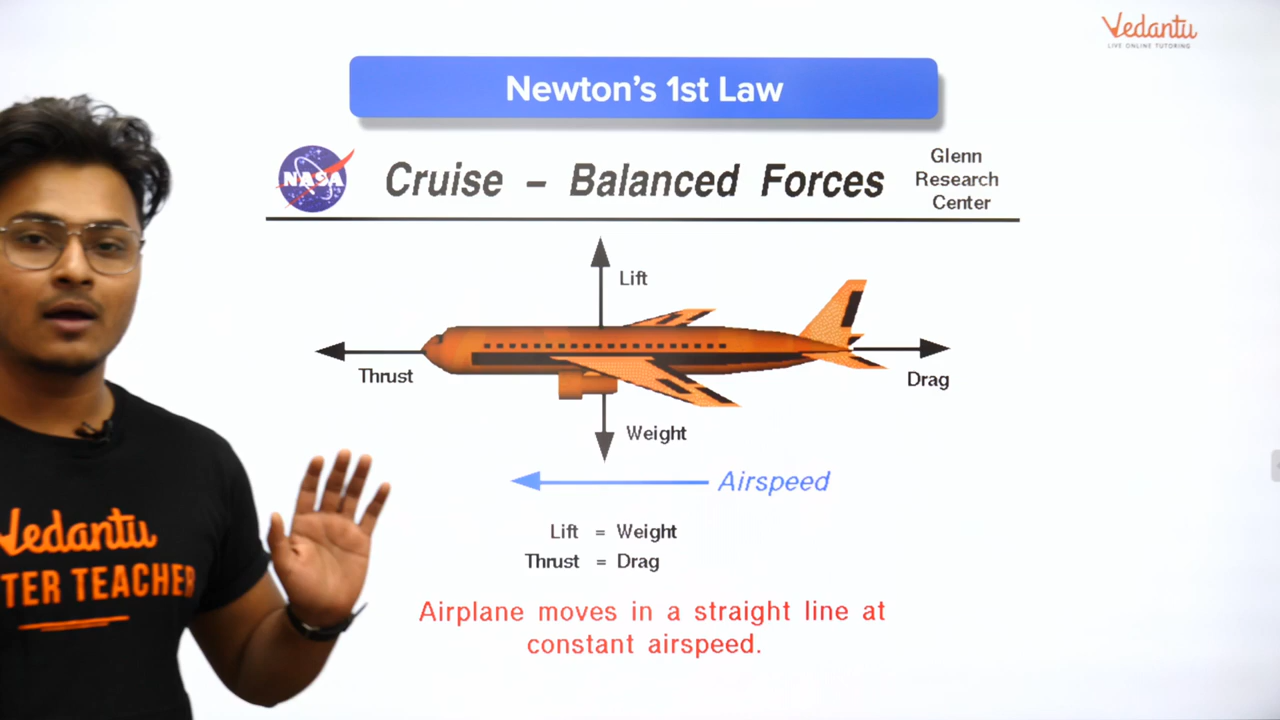 Vedantu
LIVE ONLINE TUTORING
Newton's 1st Law
NASA
Cruise – Balanced Forces
Glenn
Research
Center
Lift
Thrust
Drag
Weight
Airspeed
Lift = Weight
Thrust = Drag
Airplane moves in a straight line at
constant airspeed.
Vedantu
TER TEACHER